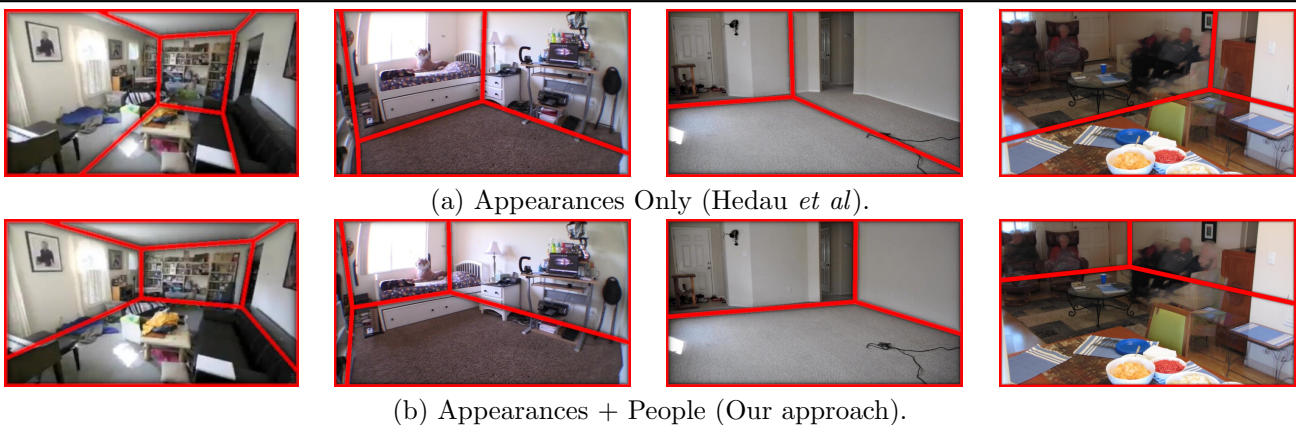 (a) Appearances Only (Hedau et al).
(b) Appearances + People (Our approach).